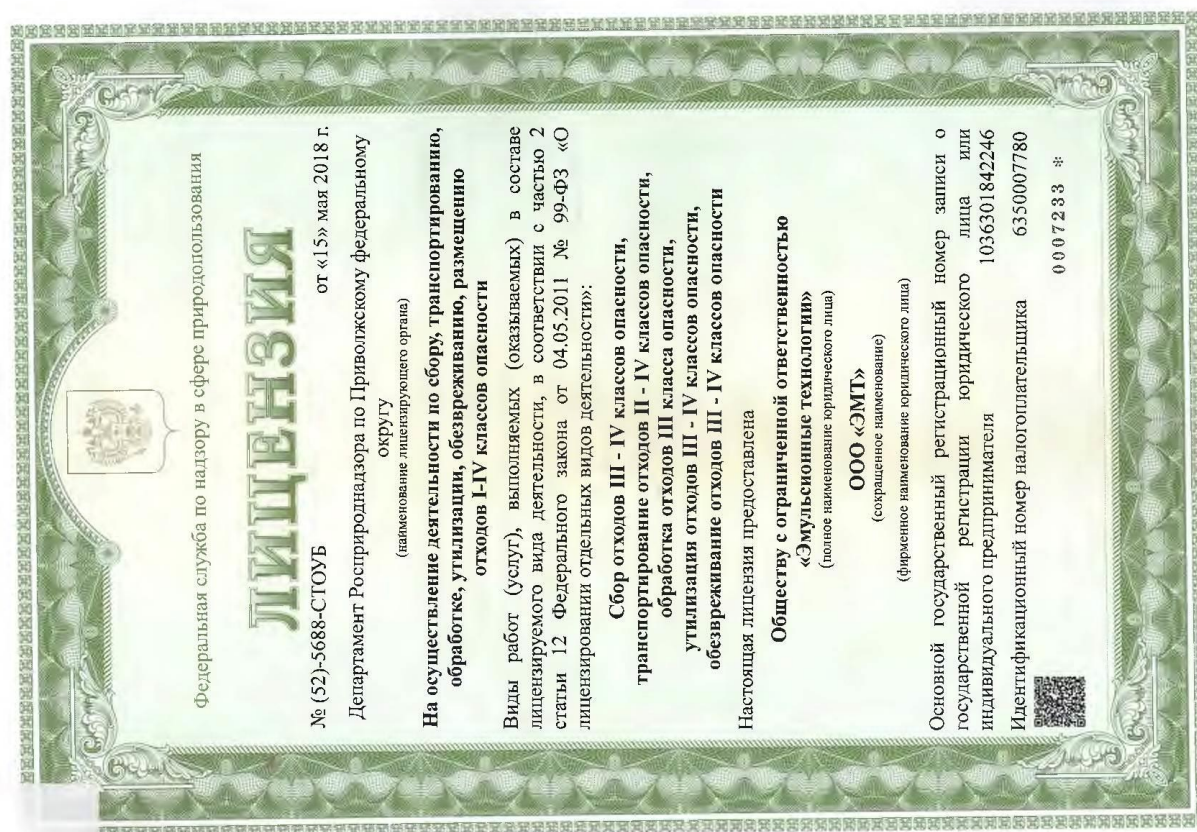 Федеральная служба по надзору в сфере природопользования
ЛИЦЕНЗИЯ
№ (52)-5688-СТОУБ от «15» мая 2018 г.
Департамент Росприроднадзора по Приволжскому федеральному
округу
(наименование лицензирующего органа)
На осуществление деятельности по сбору, транспортированию,
обработке, утилизации, обезвреживанию, размещению
отходов I-IV классов опасности
Виды работ (услуг), выполняемых (оказываемых) в составе
лицензируемого вида деятельности, в соответствии с частью 2
статьи 12 Федерального закона от 04.05.2011 № 99-ФЗ «О
лицензировании отдельных видов деятельности»:
Сбор отходов III - IV классов опасности,
транспортирование отходов II - IV классов опасности,
обработка отходов III класса опасности,
утилизация отходов III - IV классов опасности,
обезвреживание отходов III - IV классов опасности
Настоящая лицензия предоставлена
Обществу с ограниченной ответственностью
«Эмульсионные технологии»
(полное наименование юридического лица)
ООО «ЭМТ»
(сокращенное наименование)
(фирменное наименование юридического лица)
Основной государственный регистрационный номер записи о
государственной регистрации юридического лица или
индивидуального предпринимателя 1036301842246
Идентификационный номер налогоплательщика 6350007780
0007233 *